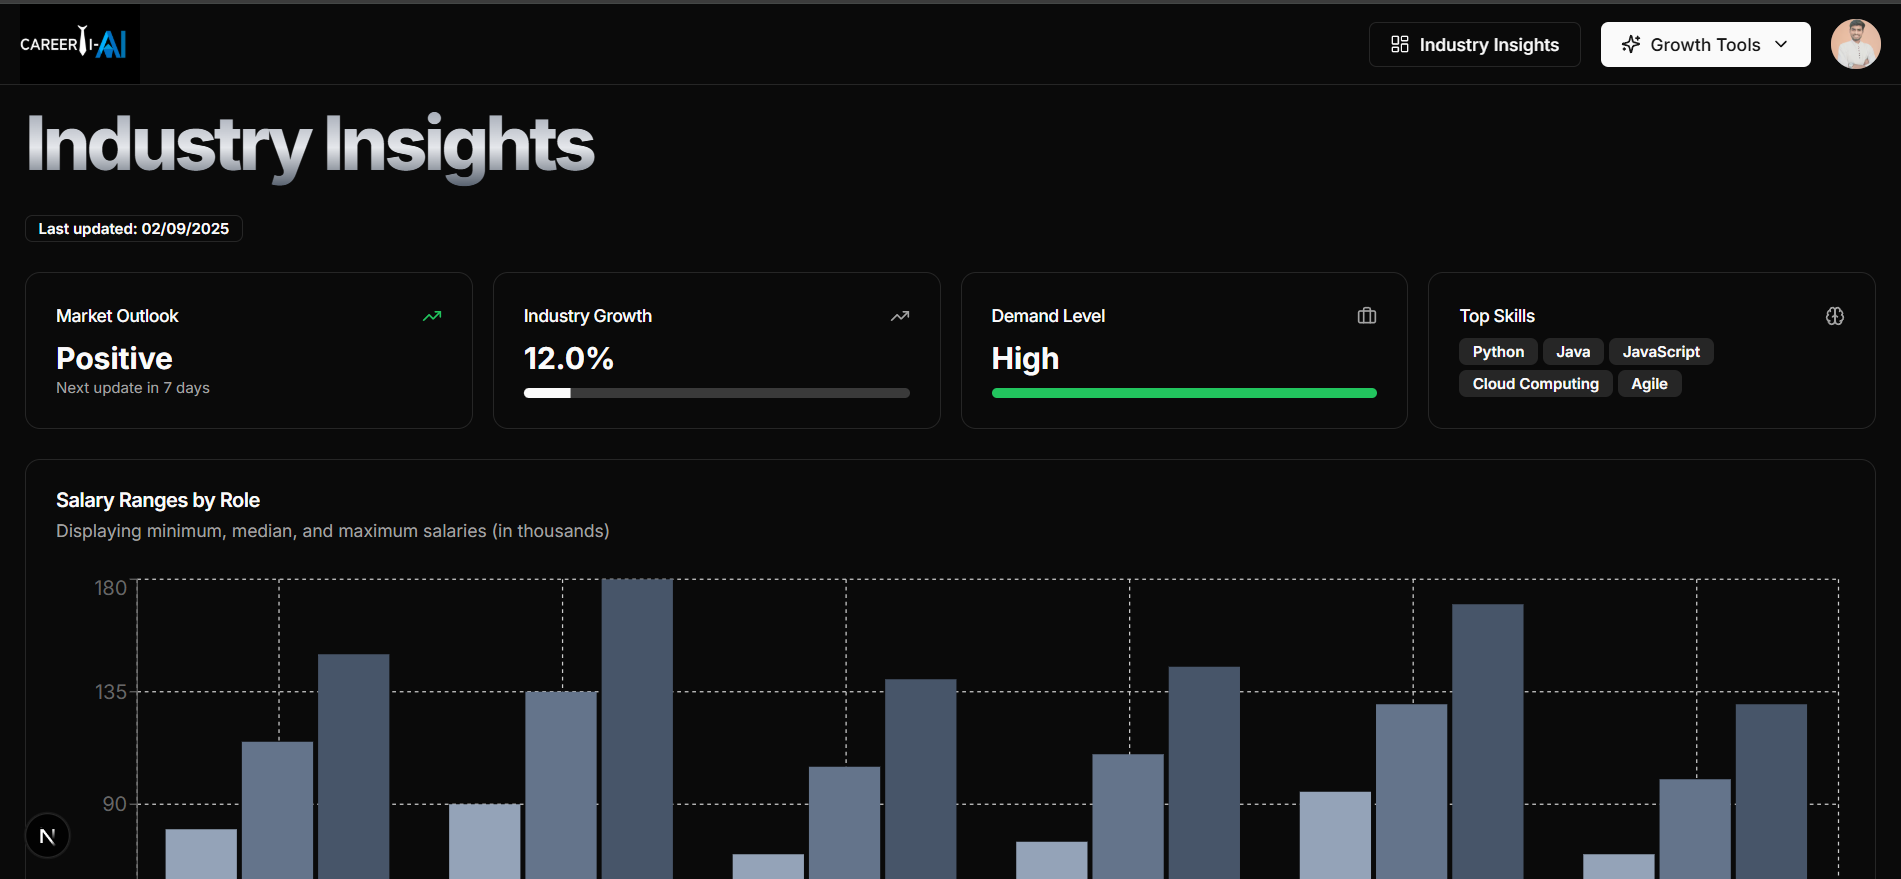 CAREER I-AI
Industry Insights
Growth Tools
Industry Insights
Last updated: 02/09/2025
Market Outlook
Positive
Next update in 7 days
Industry Growth
12.0%
Demand Level
High
Top Skills
Python Java JavaScript
Cloud Computing Agile
Salary Ranges by Role
Displaying minimum, median, and maximum salaries (in thousands)
180
135
90
N